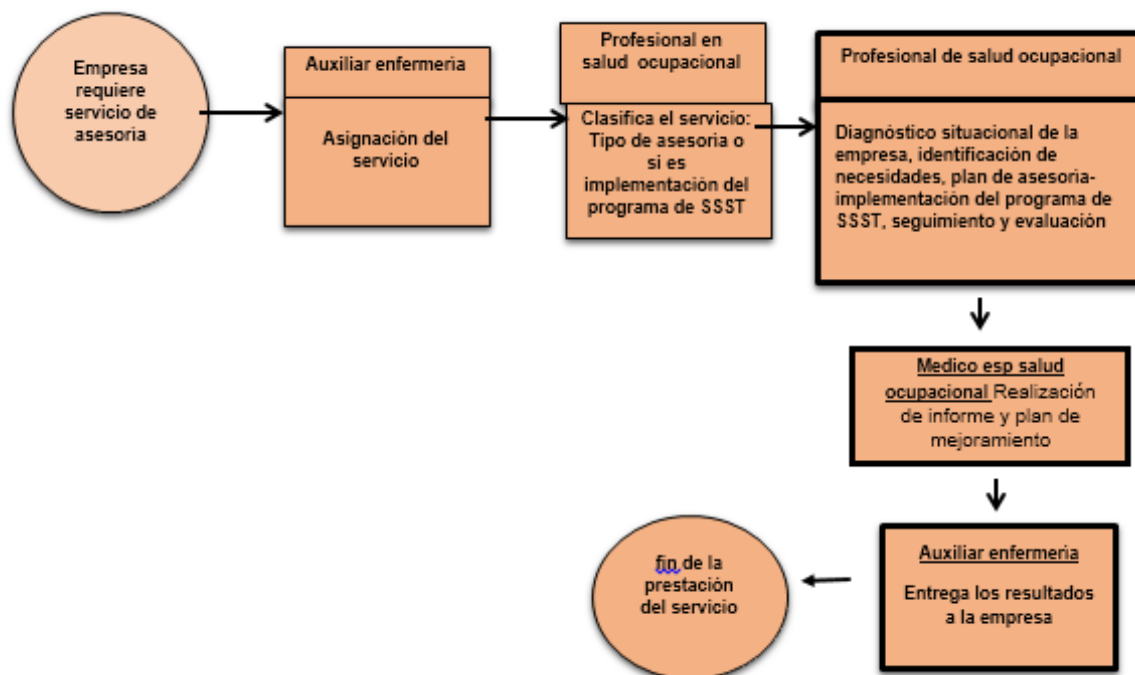 Empresa
requiere
servicio de
asesoria
Auxiliar enfermería
Asignación del
servicio
Profesional en
salud ocupacional
Clasifica el servicio:
Tipo de asesoria o
si es
implementación del
programa de SSST
Profesional de salud ocupacional
Diagnóstico situacional de la
empresa, identificación de
necesidades, plan de asesoria-
implementación del programa de
SSST, seguimiento y evaluación
Medico esp salud
ocupacional Realización
de informe y plan de
mejoramiento
Auxiliar enfermería
Entrega los resultados
a la empresa
fin de la
prestación
del servicio